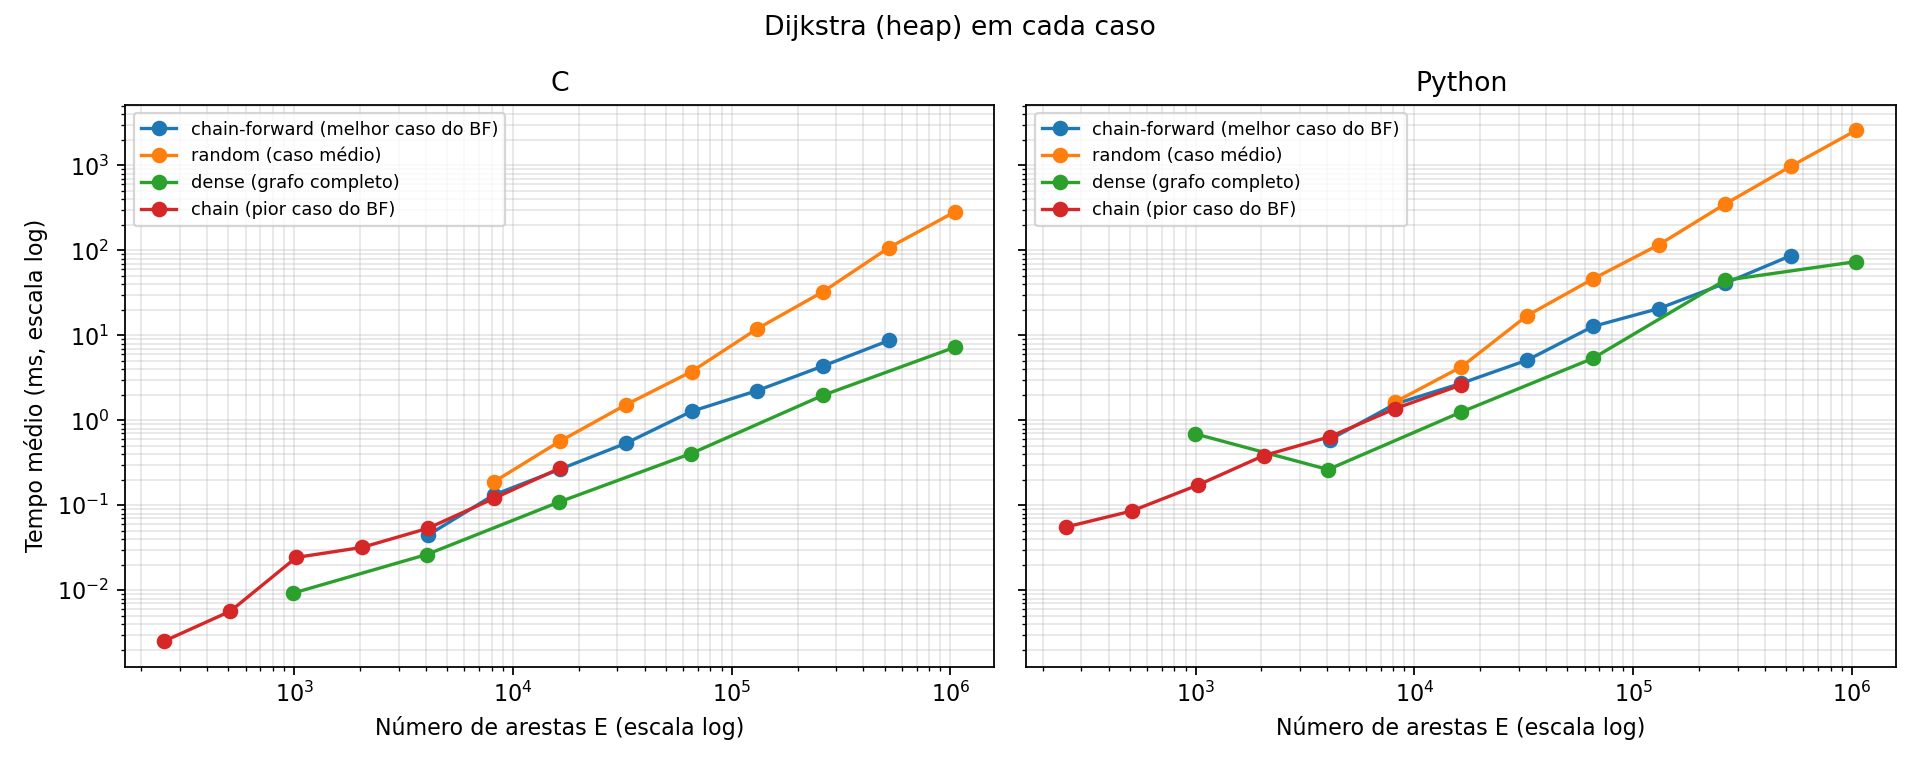 Dijkstra (heap) em cada caso
C
chain-forward (melhor caso do BF)
random (caso médio)
dense (grafo completo)
chain (pior caso do BF)
10³
10²
10¹
10⁰
10⁻¹
10⁻²
Tempo médio (ms, escala log)
10³ 10⁴ 10⁵ 10⁶
Número de arestas E (escala log)
Python
chain-forward (melhor caso do BF)
random (caso médio)
dense (grafo completo)
chain (pior caso do BF)
10³ 10⁴ 10⁵ 10⁶
Número de arestas E (escala log)